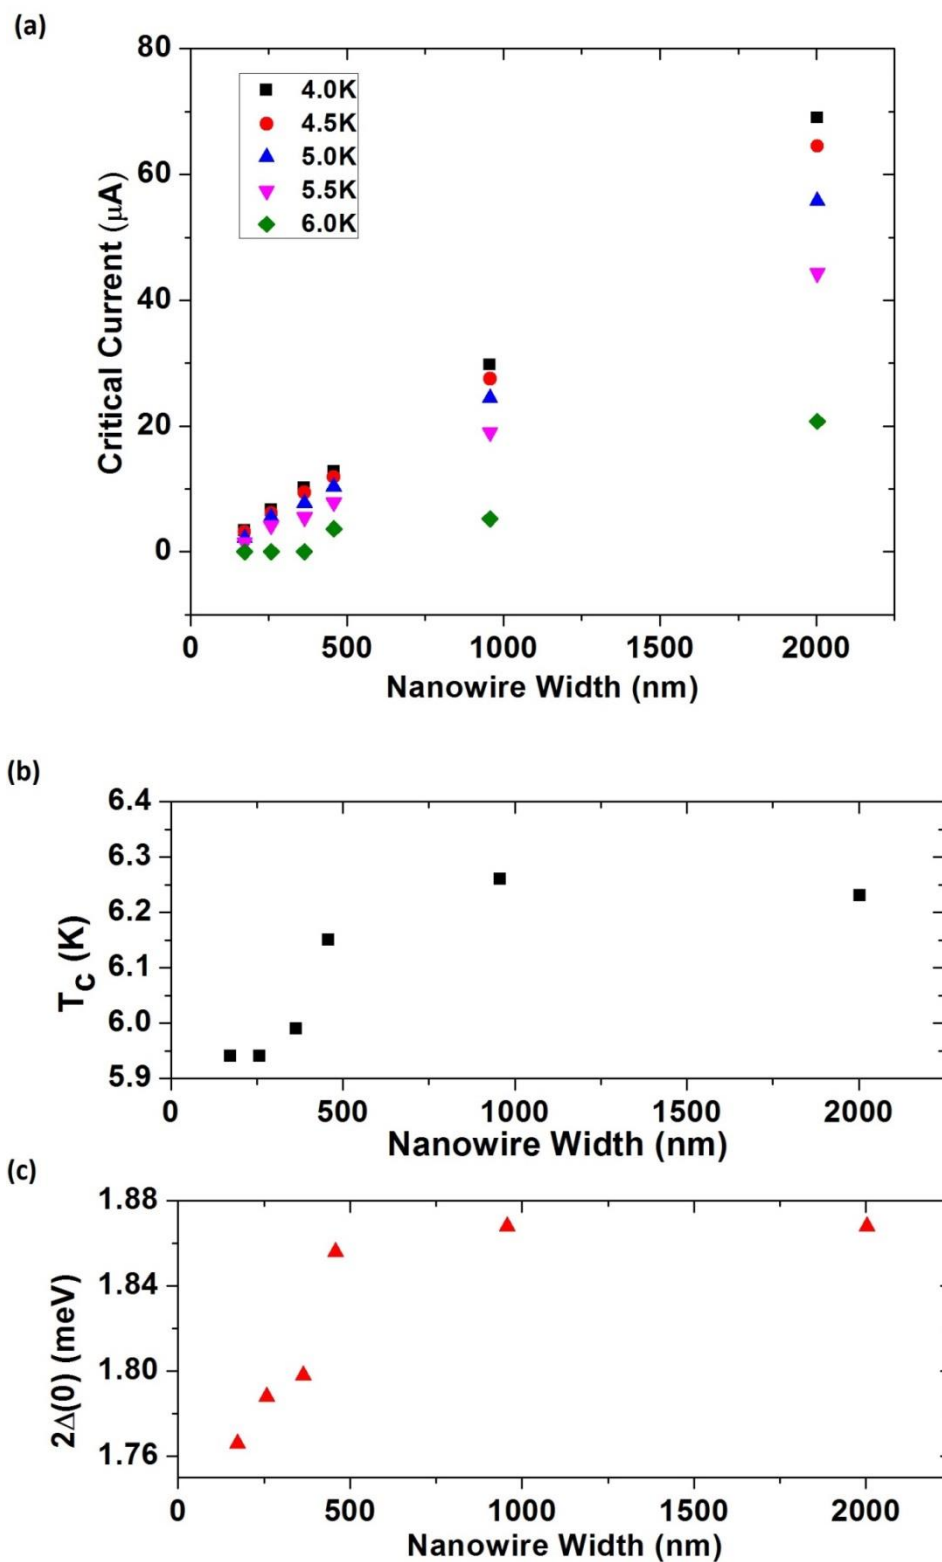 (a)
80
60
40
20
0
Critical Current (μA)
4.0K
4.5K
5.0K
5.5K
6.0K
0 500 1000 1500 2000
Nanowire Width (nm)
(b)
6.4
6.3
6.2
6.1
6.0
5.9
T_C (K)
0 500 1000 1500 2000
Nanowire Width (nm)
(c)
1.88
1.84
1.80
1.76
2Δ(0) (meV)
0 500 1000 1500 2000
Nanowire Width (nm)